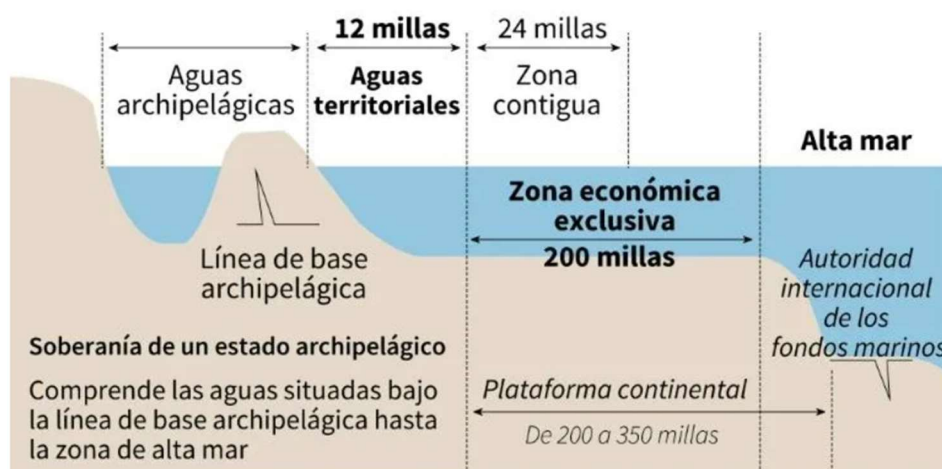 12 millas
24 millas
Aguas
archipelágicas
Aguas
territoriales
Zona
contigua
Alta mar
Zona económica
exclusiva
200 millas
Línea de base
archipelágica
Autoridad
internacional
de los
fondos marinos
Soberanía de un estado archipelágico
Comprende las aguas situadas bajo
la línea de base archipelágica hasta
la zona de alta mar
Plataforma continental
De 200 a 350 millas